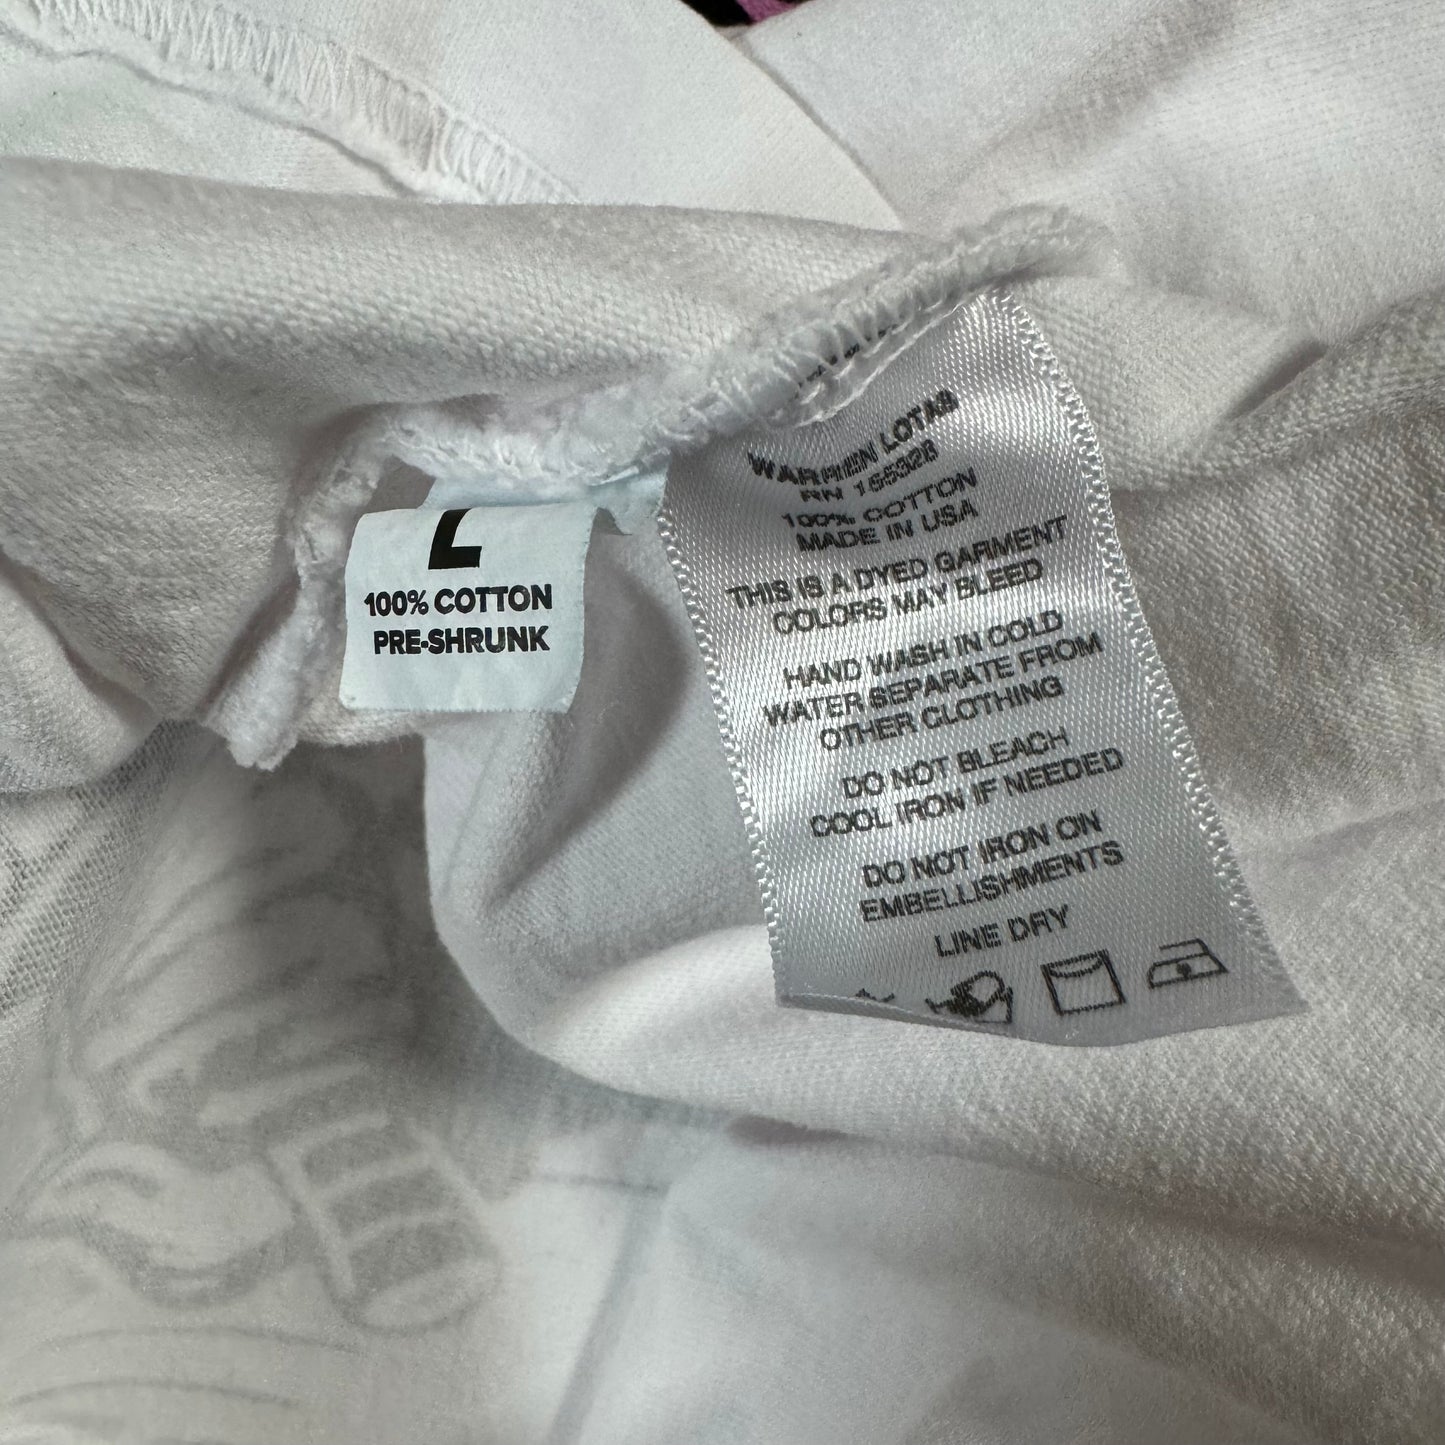 L
100% COTTON
PRE-SHRUNK
WARREN LOTAS
RN 155328
100% COTTON
MADE IN USA
THIS IS A DYED GARMENT
COLORS MAY BLEED
HAND WASH IN COLD
WATER SEPARATE FROM
OTHER CLOTHING
DO NOT BLEACH
COOL IRON IF NEEDED
DO NOT IRON ON
EMBELLISHMENTS
LINE DRY